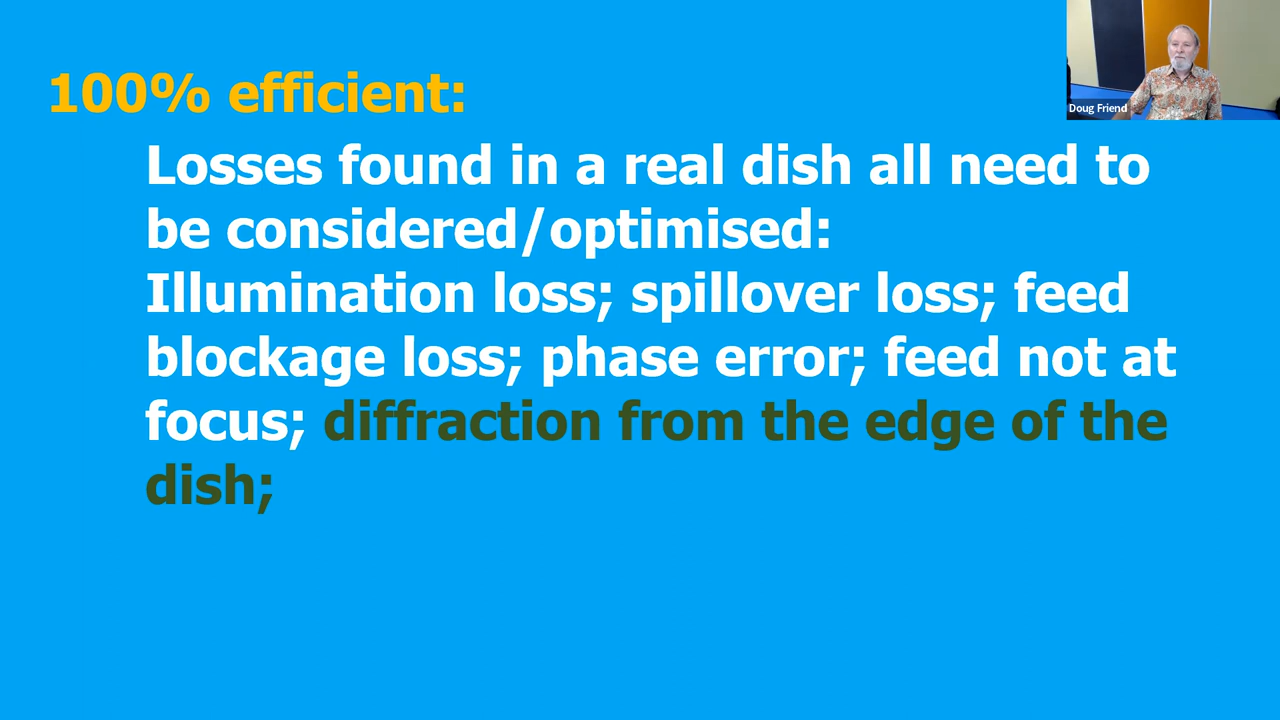 100% efficient:
Losses found in a real dish all need to
be considered/optimised:
Illumination loss; spillover loss; feed
blockage loss; phase error; feed not at
focus; diffraction from the edge of the
dish;
Doug Friend